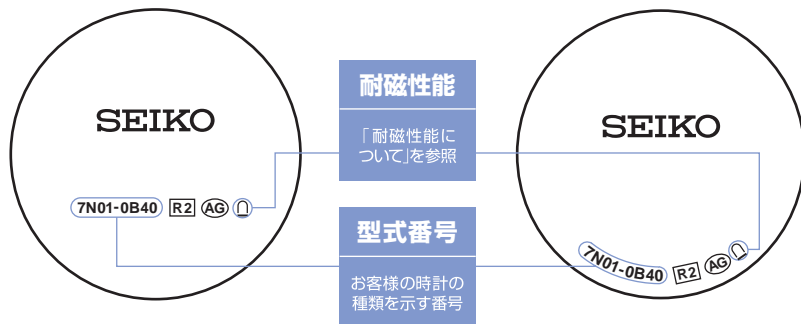 SEIKO
7N01-0B40 R2 AG
耐磁性能
「耐磁性能に
ついて」を参照
型式番号
お客様の時計の
種類を示す番号
SEIKO
7N01-0B40 R2 AG